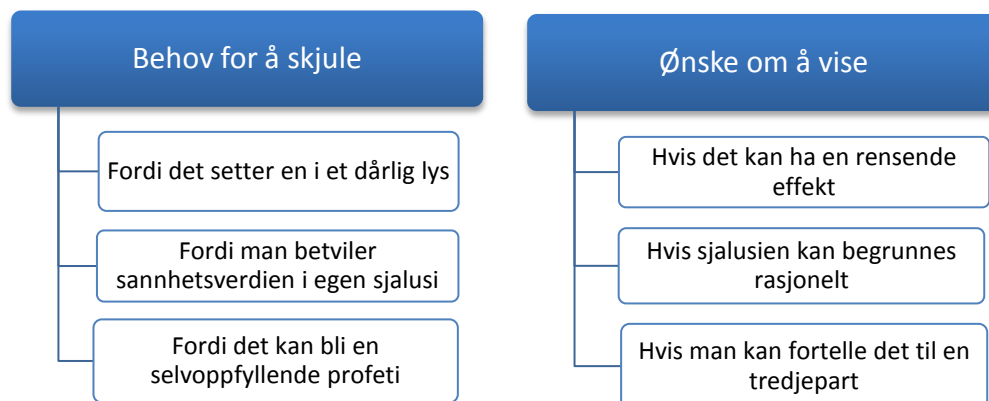 Behov for å skjule
Fordi det setter en i et dårlig lys
Fordi man betviler
sannhetsverdien i egen sjalusi
Fordi det kan bli en
selvoppfyllende profeti
Ønske om å vise
Hvis det kan ha en rensende
effekt
Hvis sjalusien kan begrunnes
rasjonelt
Hvis man kan fortelle det til en
tredjepart